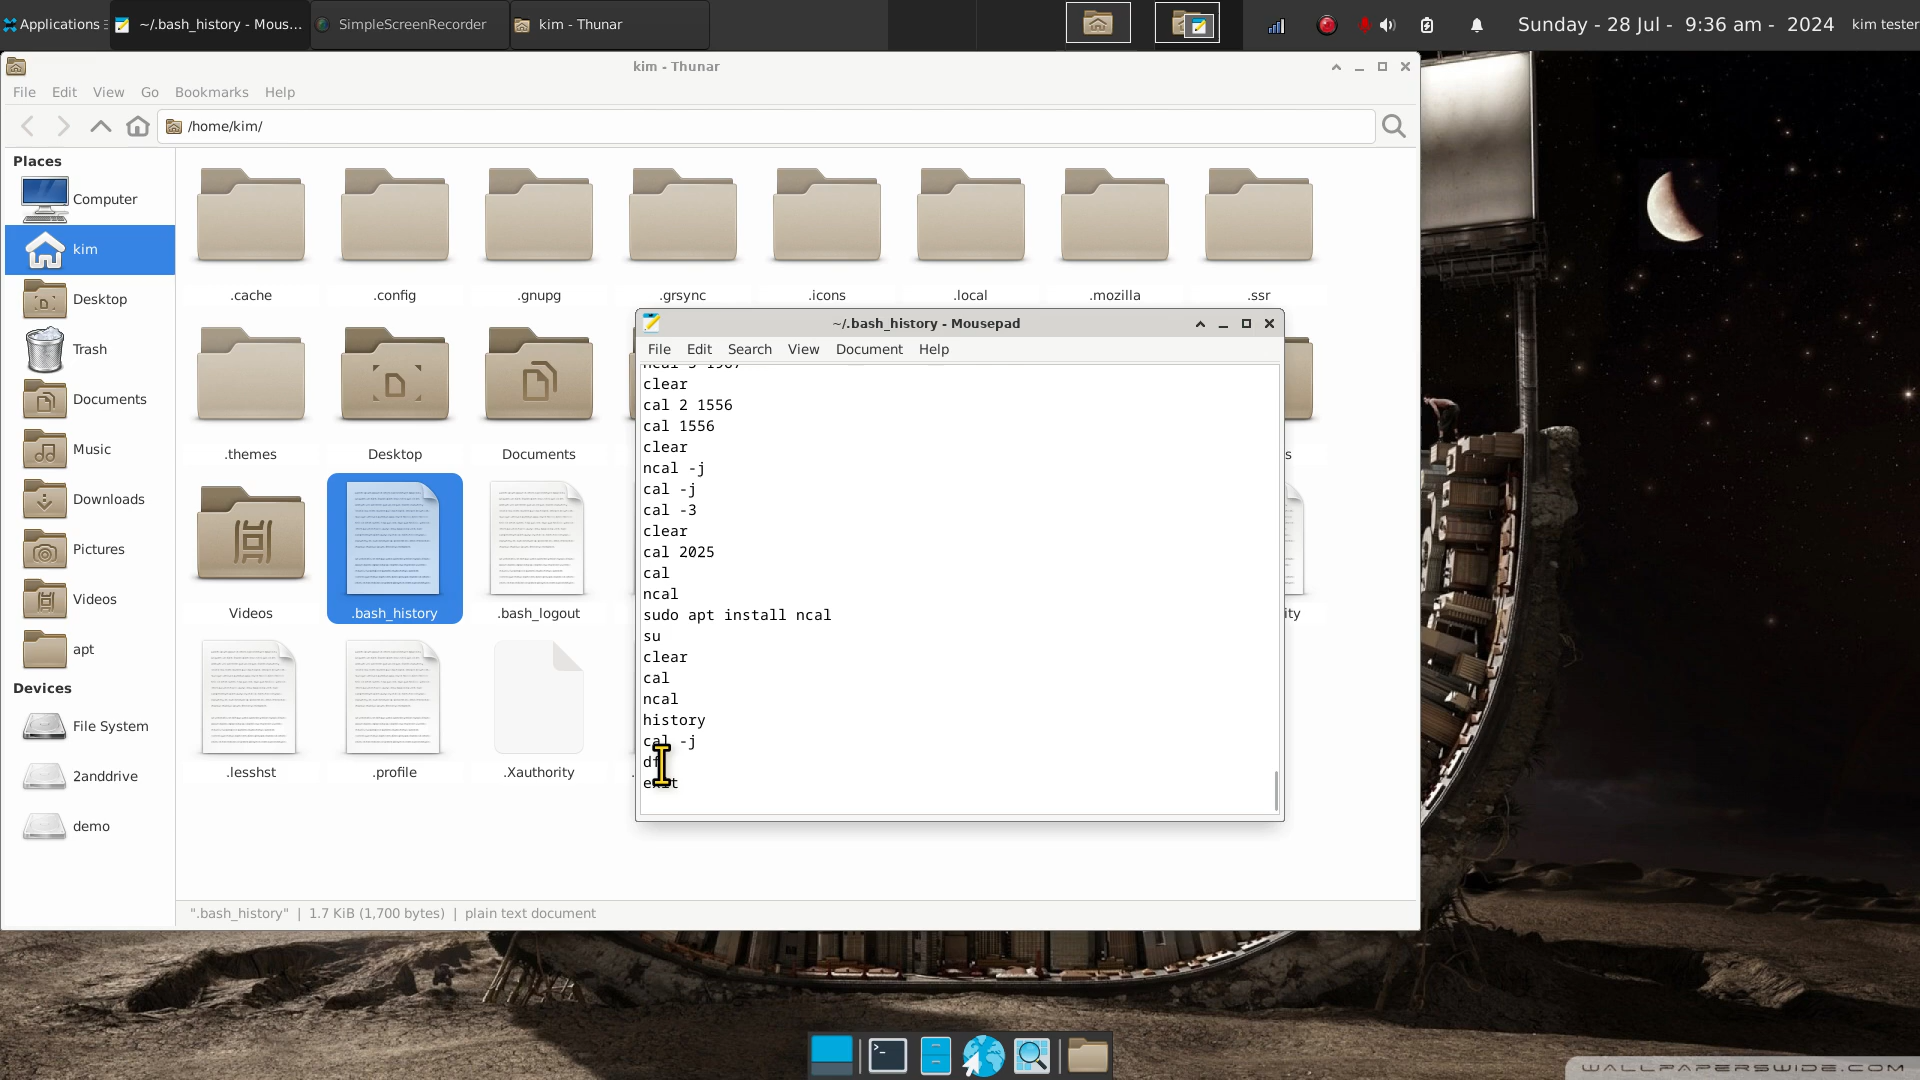 Applications
~/.bash_history - Mous...
SimpleScreenRecorder
kim - Thunar
Sunday - 28 Jul -  9:36 am -  2024
kim tester
kim - Thunar
File Edit View Go Bookmarks Help
/home/kim/
Places
Computer
kim
Desktop
Trash
Documents
Music
Downloads
Pictures
Videos
apt
Devices
File System
2anddrive
demo
.cache
.config
.gnupg
.grsync
.icons
.local
.mozilla
.ssr
.themes
Desktop
Documents
s
Videos
.bash_history
.bash_logout
ity
.lesshst
.profile
.Xauthority
~/.bash_history - Mousepad
File Edit Search View Document Help
clear
cal 2 1556
cal 1556
clear
ncal -j
cal -j
cal -3
clear
cal 2025
cal
ncal
sudo apt install ncal
su
clear
cal
ncal
history
cal -j
df
exit
".bash_history" | 1.7 KiB (1,700 bytes) | plain text document
WALLPAPERSWIDE.COM